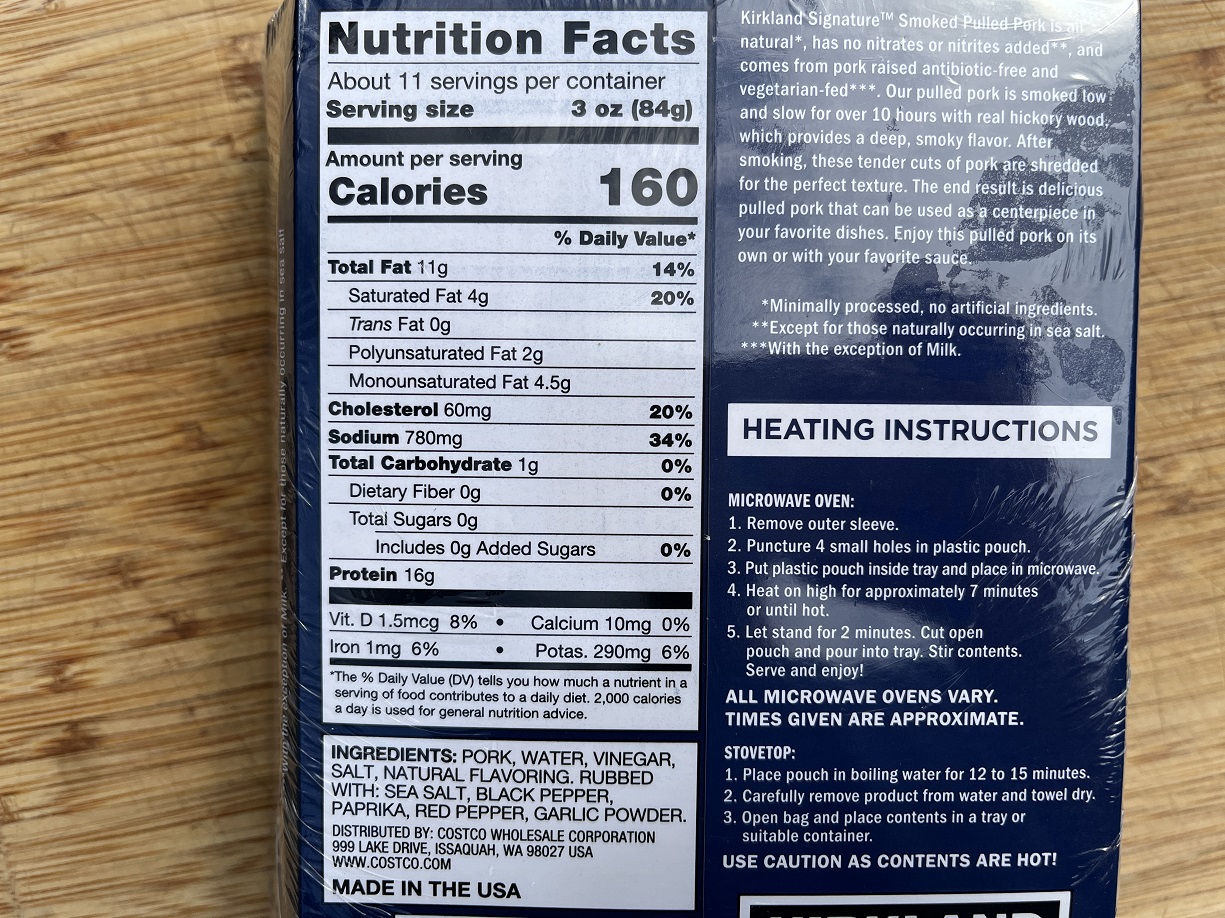 Nutrition Facts
About 11 servings per container
Serving size 3 oz (84g)
Amount per serving
Calories 160
% Daily Value*
Total Fat 11g 14%
Saturated Fat 4g 20%
Trans Fat 0g
Polyunsaturated Fat 2g
Monounsaturated Fat 4.5g
Cholesterol 60mg 20%
Sodium 780mg 34%
Total Carbohydrate 1g 0%
Dietary Fiber 0g 0%
Total Sugars 0g
Includes 0g Added Sugars 0%
Protein 16g
Vit. D 1.5mcg 8% • Calcium 10mg 0%
Iron 1mg 6% • Potas. 290mg 6%
*The % Daily Value (DV) tells you how much a nutrient in a
serving of food contributes to a daily diet. 2,000 calories
a day is used for general nutrition advice.
INGREDIENTS: PORK, WATER, VINEGAR,
SALT, NATURAL FLAVORING. RUBBED
WITH: SEA SALT, BLACK PEPPER,
PAPRIKA, RED PEPPER, GARLIC POWDER.
DISTRIBUTED BY: COSTCO WHOLESALE CORPORATION
999 LAKE DRIVE, ISSAQUAH, WA 98027 USA
WWW.COSTCO.COM
MADE IN THE USA
Kirkland Signature™ Smoked Pulled Pork is all
natural*, has no nitrates or nitrites added**, and
comes from pork raised antibiotic-free and
vegetarian-fed***. Our pulled pork is smoked low
and slow for over 10 hours with real hickory wood,
which provides a deep, smoky flavor. After
smoking, these tender cuts of pork are shredded
for the perfect texture. The end result is delicious
pulled pork that can be used as a centerpiece in
your favorite dishes. Enjoy this pulled pork on its
own or with your favorite sauce.
*Minimally processed, no artificial ingredients.
**Except for those naturally occurring in sea salt.
***With the exception of Milk.
HEATING INSTRUCTIONS
MICROWAVE OVEN:
1. Remove outer sleeve.
2. Puncture 4 small holes in plastic pouch.
3. Put plastic pouch inside tray and place in microwave.
4. Heat on high for approximately 7 minutes
or until hot.
5. Let stand for 2 minutes. Cut open
pouch and pour into tray. Stir contents.
Serve and enjoy!
ALL MICROWAVE OVENS VARY.
TIMES GIVEN ARE APPROXIMATE.
STOVETOP:
1. Place pouch in boiling water for 12 to 15 minutes.
2. Carefully remove product from water and towel dry.
3. Open bag and place contents in a tray or
suitable container.
USE CAUTION AS CONTENTS ARE HOT!
KIRKLAND
Except for those naturally occurring in sea salt
With the exception of Milk.